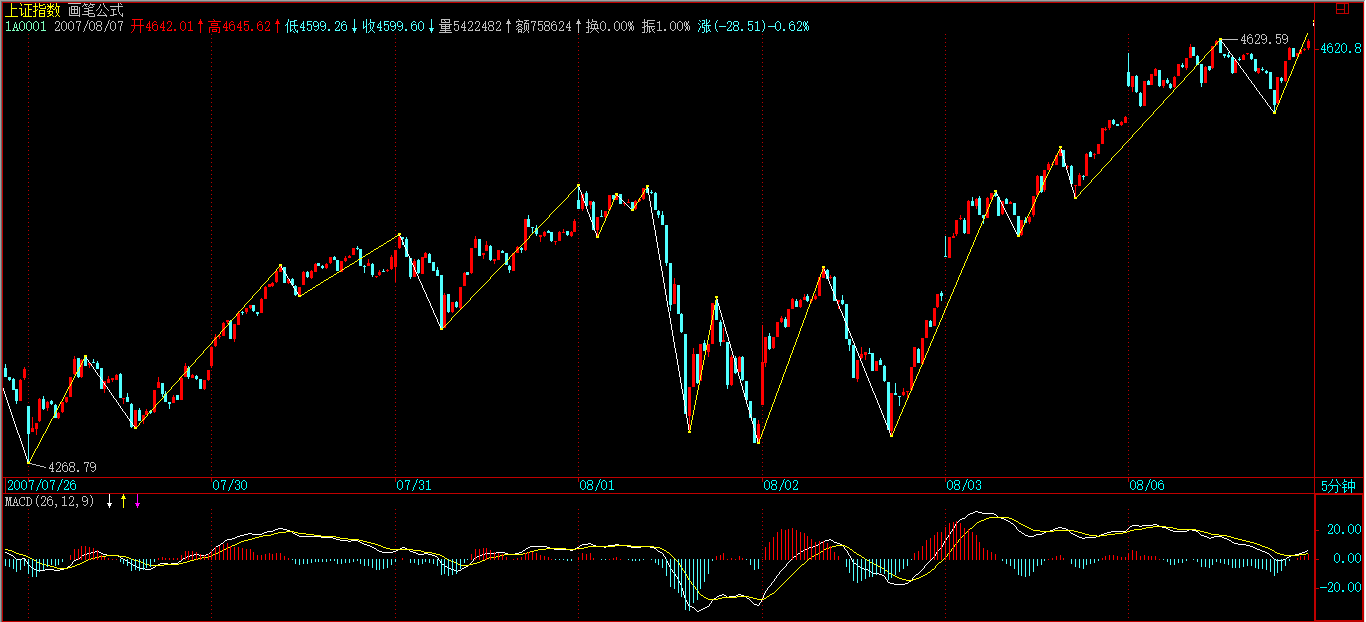 上证指数 画笔公式
1A0001 2007/08/07 开4642.01↑高4645.62↑低4599.26↓收4599.60↓量5422482↑额758624↑换0.00% 振1.00% 涨(-28.51)-0.62%
4629.59
4620.8
4268.79
2007/07/26 07/30 07/31 08/01 08/02 08/03 08/06 5分钟
MACD(26,12,9) ↓ ↑ ↓
20.00
0.00
-20.00